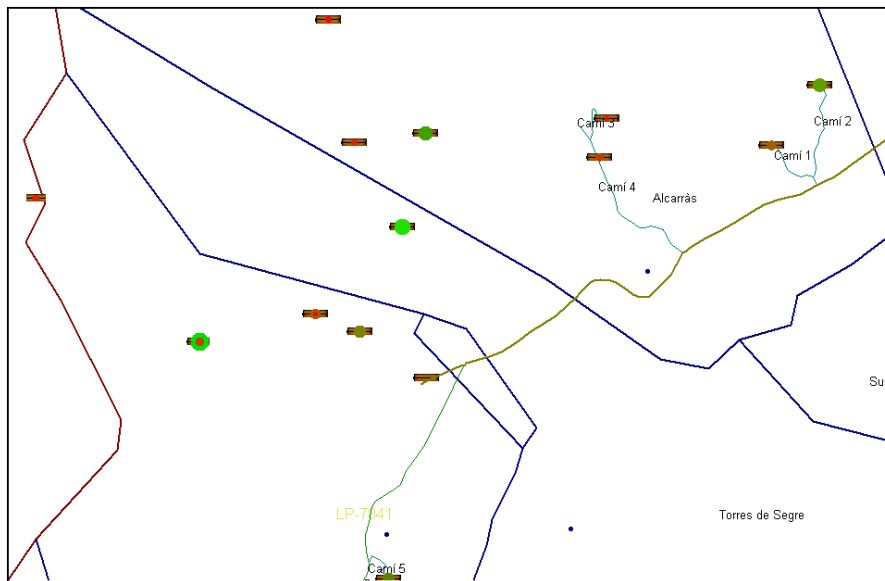 Camí 3
Camí 2
Camí 1
Camí 4
Alcarràs
Su
LP-7041
Torres de Segre
Camí 5